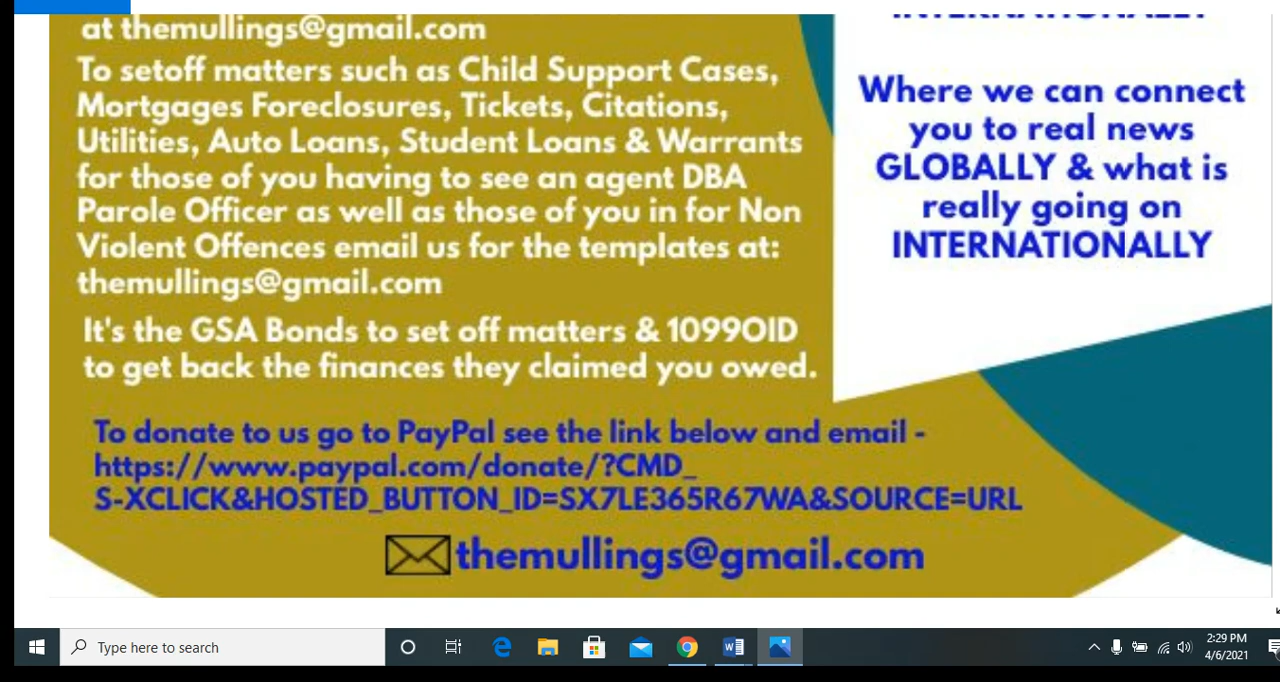 INTERNATIONALLY
at themullings@gmail.com
To setoff matters such as Child Support Cases,
Mortgages Foreclosures, Tickets, Citations,
Utilities, Auto Loans, Student Loans & Warrants
for those of you having to see an agent DBA
Parole Officer as well as those of you in for Non
Violent Offences email us for the templates at:
themullings@gmail.com
It's the GSA Bonds to set off matters & 1099OID
to get back the finances they claimed you owed.
Where we can connect
you to real news
GLOBALLY & what is
really going on
INTERNATIONALLY
To donate to us go to PayPal see the link below and email -
https://www.paypal.com/donate/?CMD_
S-XCLICK&HOSTED_BUTTON_ID=SX7LE365R67WA&SOURCE=URL
themullings@gmail.com
Type here to search
2:29 PM
4/6/2021